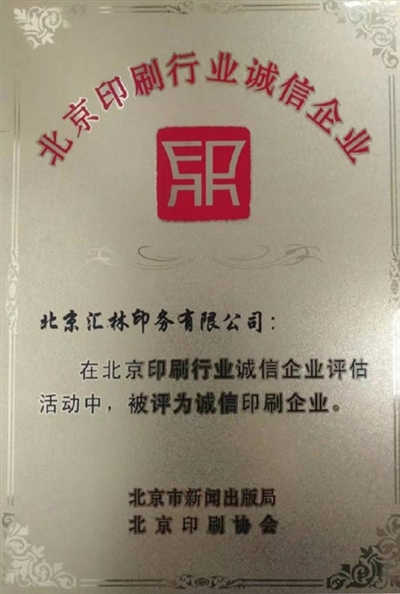 北京印刷行业诚信企业
印
北京汇林印务有限公司：
在北京印刷行业诚信企业评估
活动中，被评为诚信印刷企业。
北京市新闻出版局
北京印刷协会